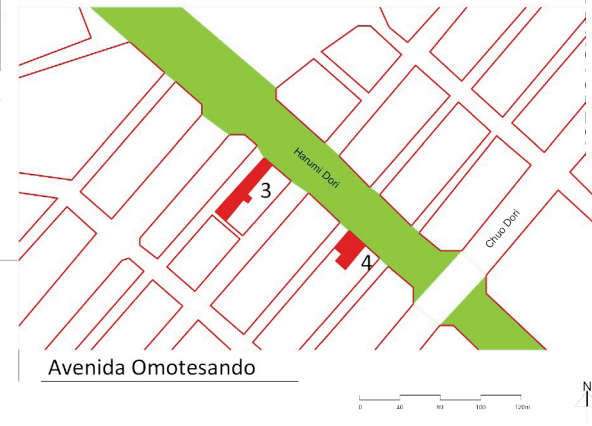 Harumi Dori
3
Chuo Dori
4
Avenida Omotesando
N
0 40 80 100 120m